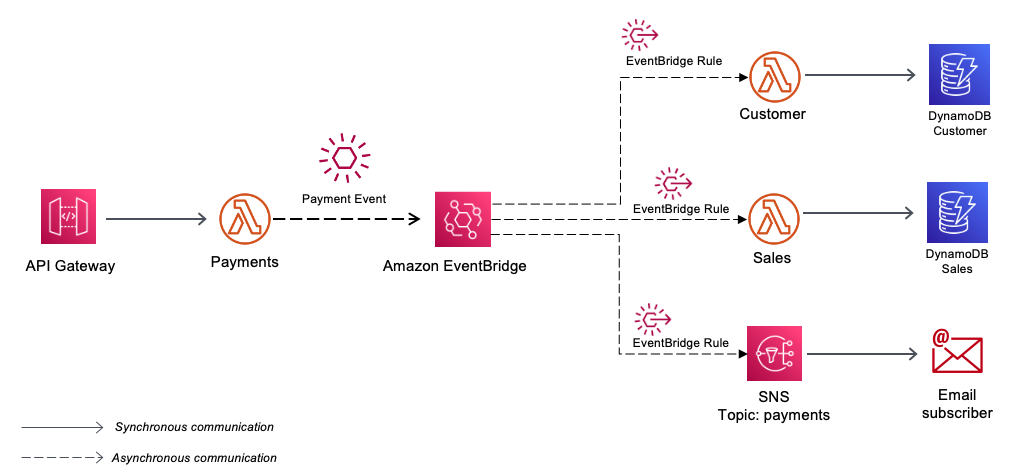 EventBridge Rule
Customer
DynamoDB
Customer
Payment Event
API Gateway
Payments
Amazon EventBridge
EventBridge Rule
Sales
DynamoDB
Sales
EventBridge Rule
SNS
Topic: payments
@
Email
subscriber
Synchronous communication
Asynchronous communication